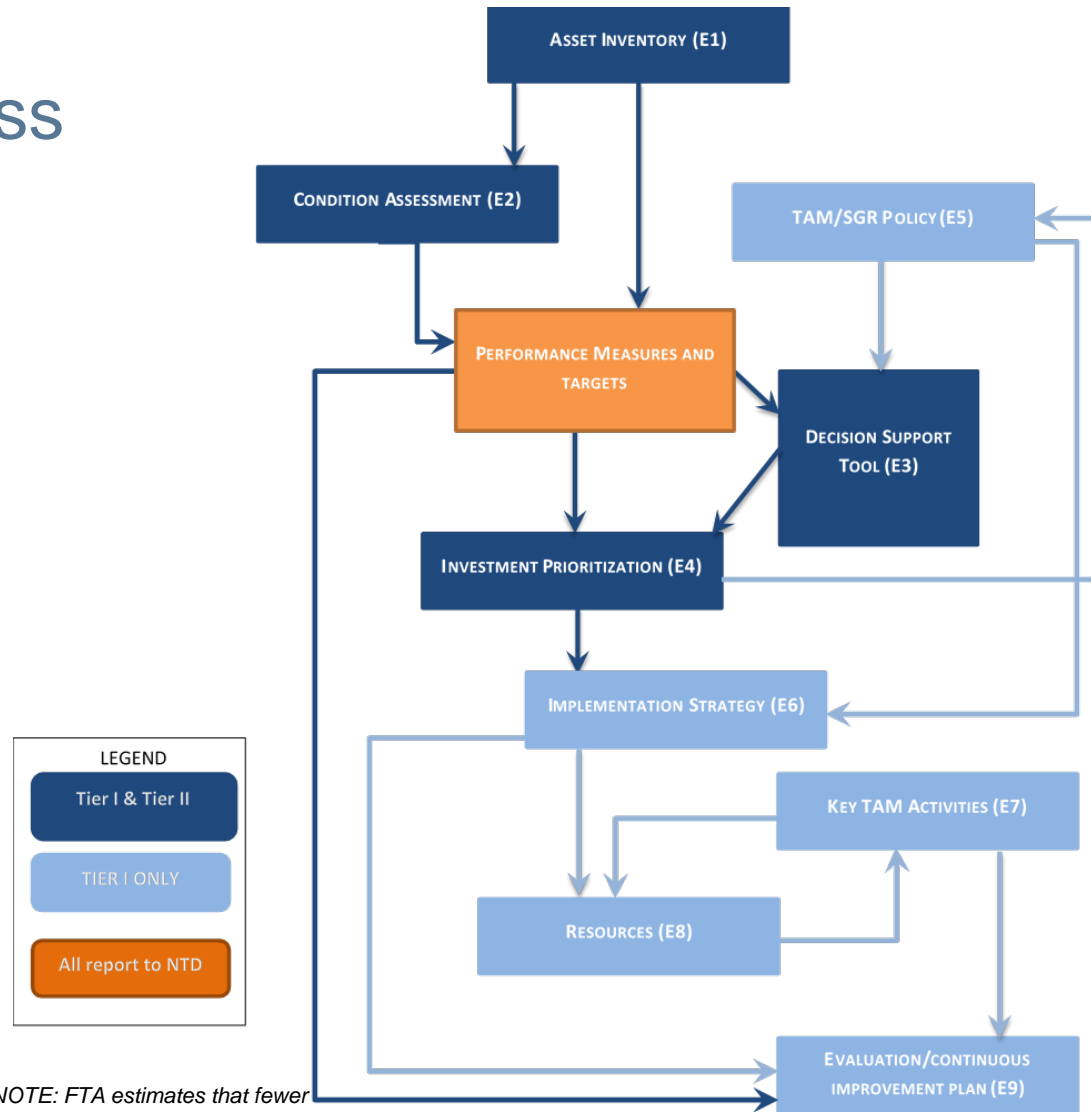 ss
ASSET INVENTORY (E1)
CONDITION ASSESSMENT (E2)
TAM/SGR POLICY (E5)
PERFORMANCE MEASURES AND
TARGETS
DECISION SUPPORT
TOOL (E3)
INVESTMENT PRIORITIZATION (E4)
IMPLEMENTATION STRATEGY (E6)
LEGEND
Tier I & Tier II
TIER I ONLY
All report to NTD
KEY TAM ACTIVITIES (E7)
RESOURCES (E8)
EVALUATION/CONTINUOUS
IMPROVEMENT PLAN (E9)
NOTE: FTA estimates that fewer